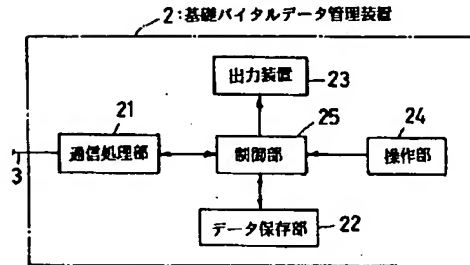 2:基礎バイタルデータ管理装置
出力装置
23
21
25
24
通信処理部
制御部
操作部
3
データ保存部
22